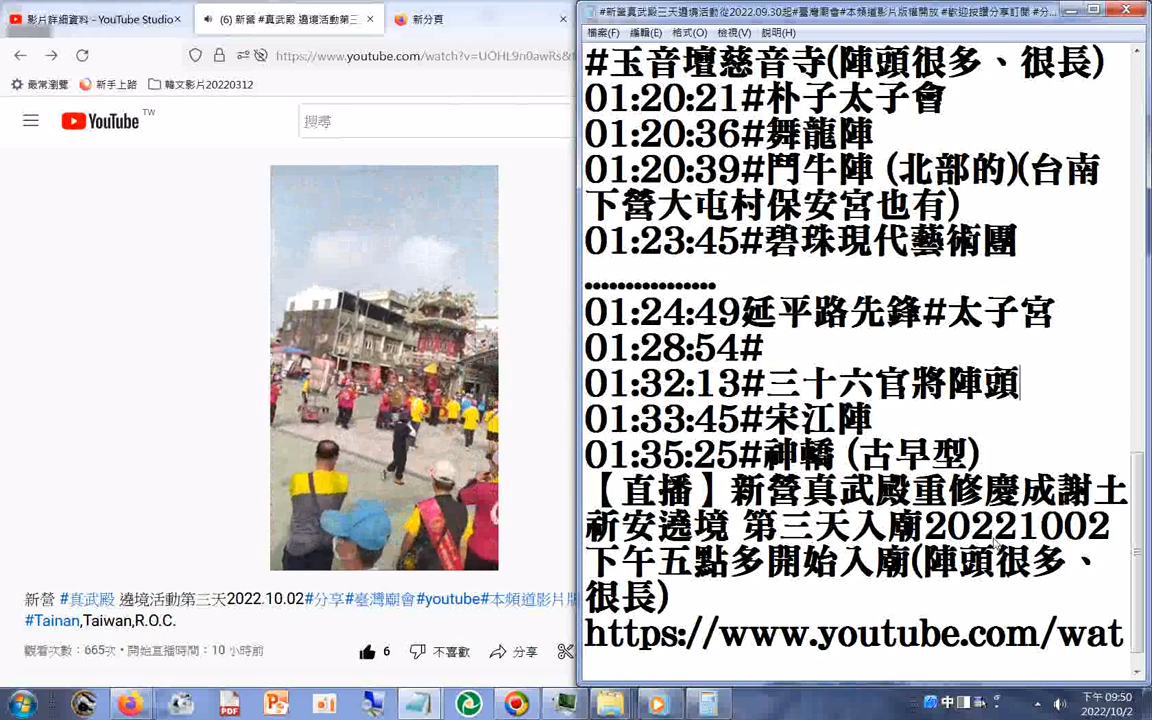 影片詳細資料 - YouTube Studio
(6) 新營 #真武殿 遶境活動第三
新分頁
https://www.youtube.com/watch?v=UOHL9n0awRs&t
最常瀏覽
新手上路
韓文影片20220312
YouTube TW
搜尋
新營 #真武殿 遶境活動第三天2022.10.02#分享#臺灣廟會#youtube#本頻道影片版
#Tainan,Taiwan,R.O.C.
觀看次數：665次 • 開始直播時間：10 小時前
6
不喜歡
分享
#新營真武殿三天遶境活動從2022.09.30起#臺灣廟會#本頻道影片版權開放 #歡迎按讚分享訂閱 #分...
檔案(F) 編輯(E) 格式(O) 檢視(V) 說明(H)
#玉音壇慈音寺(陣頭很多、很長)
01:20:21#朴子太子會
01:20:36#舞龍陣
01:20:39#鬥牛陣 (北部的)(台南
下營大屯村保安宮也有)
01:23:45#碧珠現代藝術團
................
01:24:49延平路先鋒#太子宮
01:28:54#
01:32:13#三十六官將陣頭
01:33:45#宋江陣
01:35:25#神轎 (古早型)
【直播】新營真武殿重修慶成謝土
祈安遶境 第三天入廟20221002
下午五點多開始入廟(陣頭很多、
很長)
https://www.youtube.com/wat
中
下午 09:50
2022/10/2